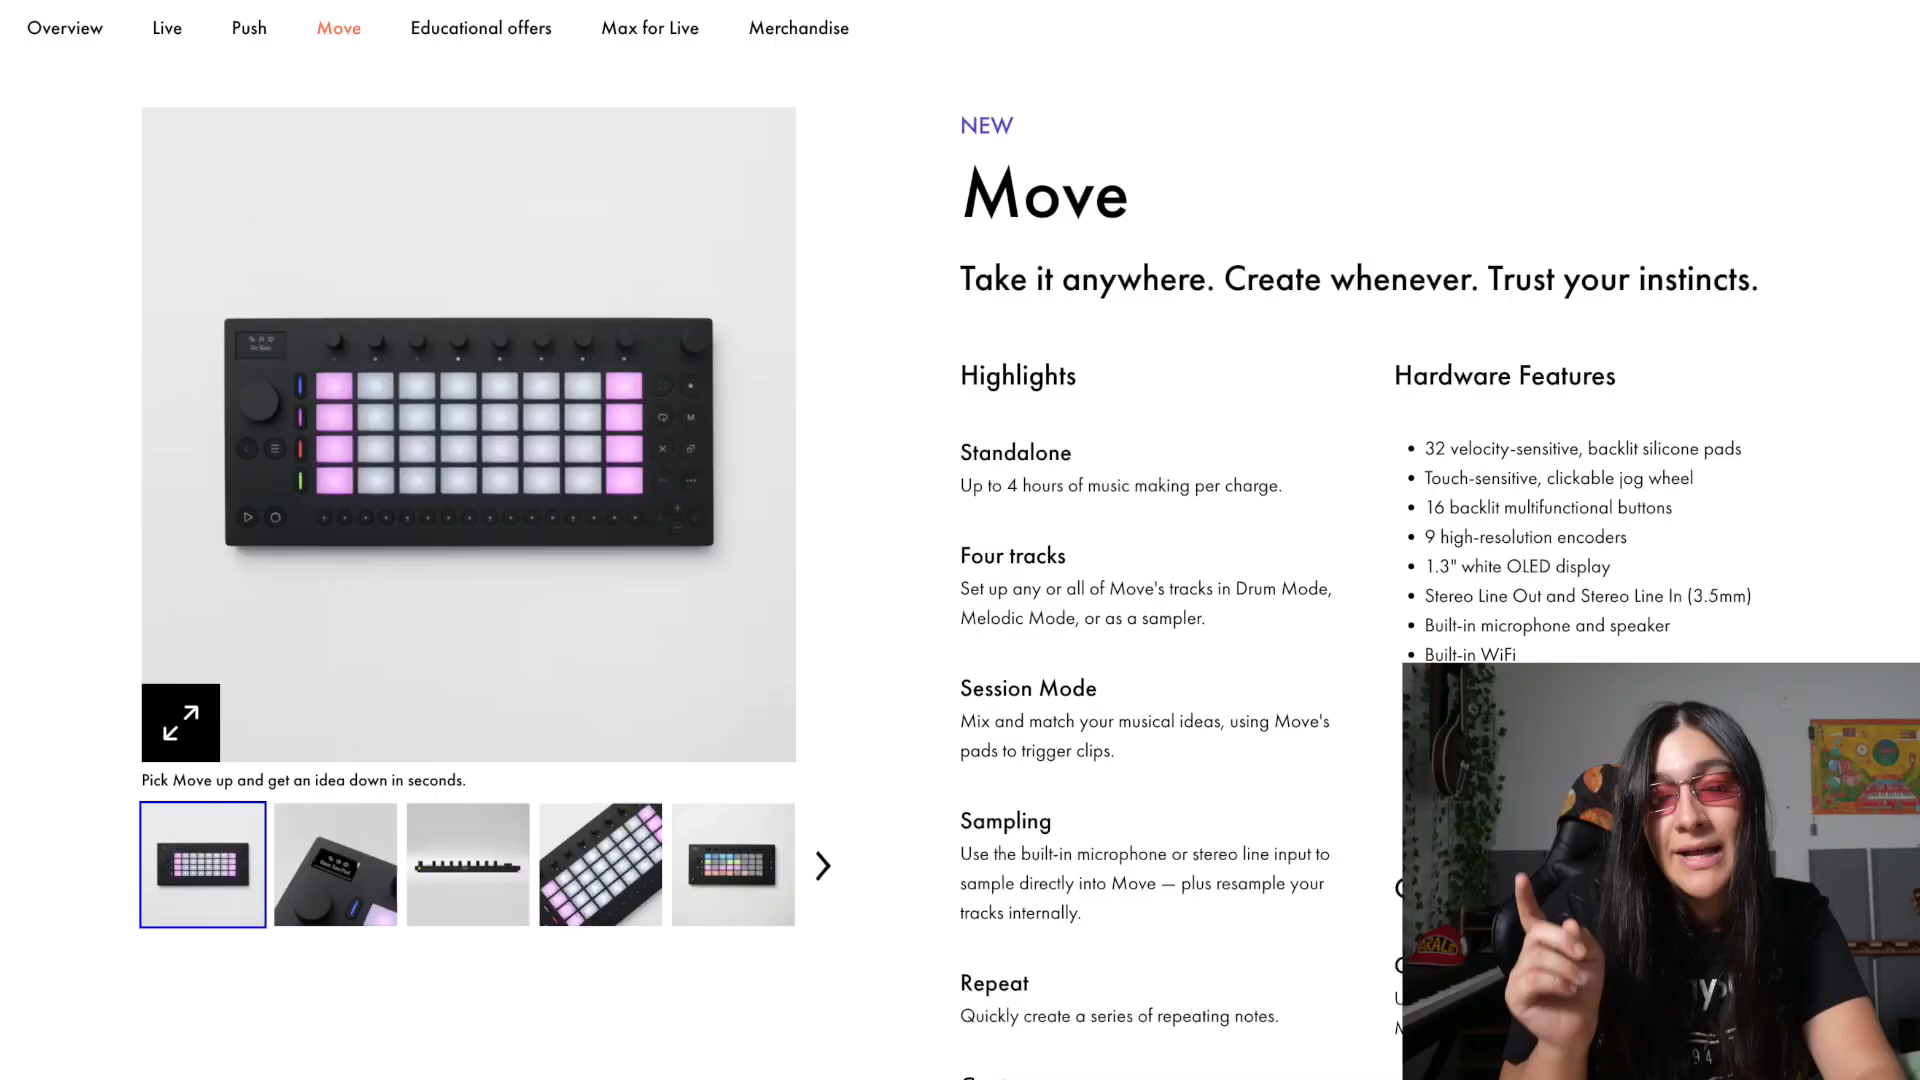 Overview Live Push Move Educational offers Max for Live Merchandise
NEW
Move
Take it anywhere. Create whenever. Trust your instincts.
Pick Move up and get an idea down in seconds.
Highlights
Standalone
Up to 4 hours of music making per charge.
Four tracks
Set up any or all of Move's tracks in Drum Mode,
Melodic Mode, or as a sampler.
Session Mode
Mix and match your musical ideas, using Move's
pads to trigger clips.
Sampling
Use the built-in microphone or stereo line input to
sample directly into Move — plus resample your
tracks internally.
Repeat
Quickly create a series of repeating notes.
Hardware Features
• 32 velocity-sensitive, backlit silicone pads
• Touch-sensitive, clickable jog wheel
• 16 backlit multifunctional buttons
• 9 high-resolution encoders
• 1.3" white OLED display
• Stereo Line Out and Stereo Line In (3.5mm)
• Built-in microphone and speaker
• Built-in WiFi
M
ARALE
94